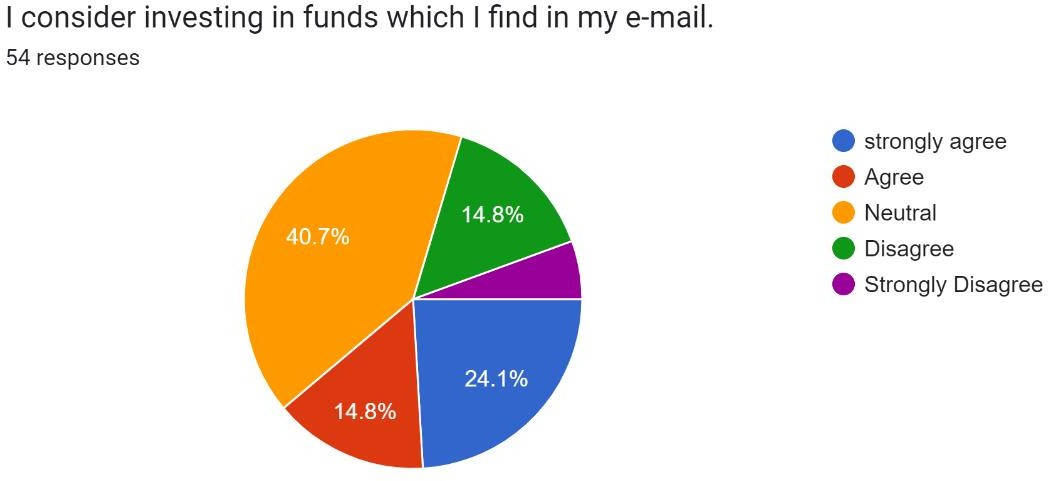 I consider investing in funds which I find in my e-mail.
54 responses
strongly agree
Agree
Neutral
Disagree
Strongly Disagree
14.8%
40.7%
24.1%
14.8%